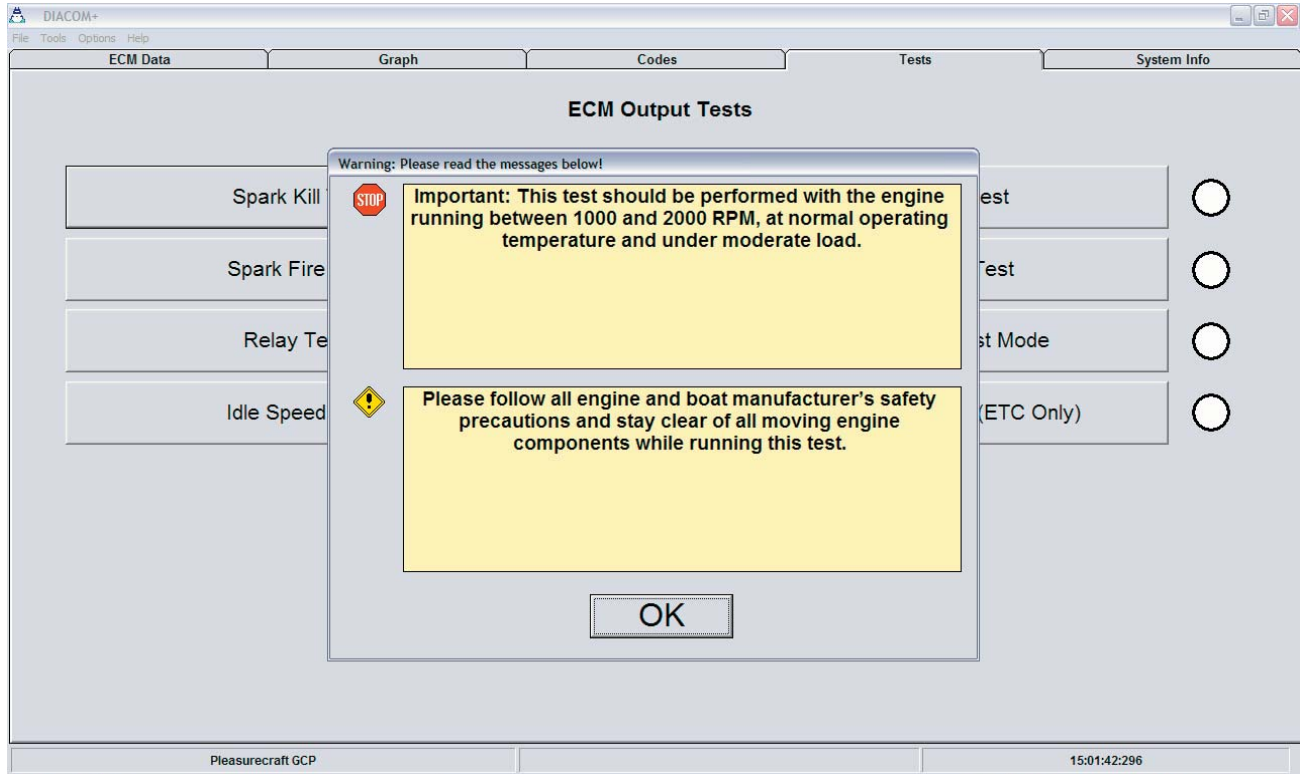 DIACOM+
File Tools Options Help
ECM Data Graph Codes Tests System Info
ECM Output Tests
Warning: Please read the messages below!
STOP
Important: This test should be performed with the engine
running between 1000 and 2000 RPM, at normal operating
temperature and under moderate load.
Please follow all engine and boat manufacturer's safety
precautions and stay clear of all moving engine
components while running this test.
OK
Spark Kill
Spark Fire
Relay Te
Idle Speed
est
Test
st Mode
(ETC Only)
Pleasurecraft GCP 15:01:42:296